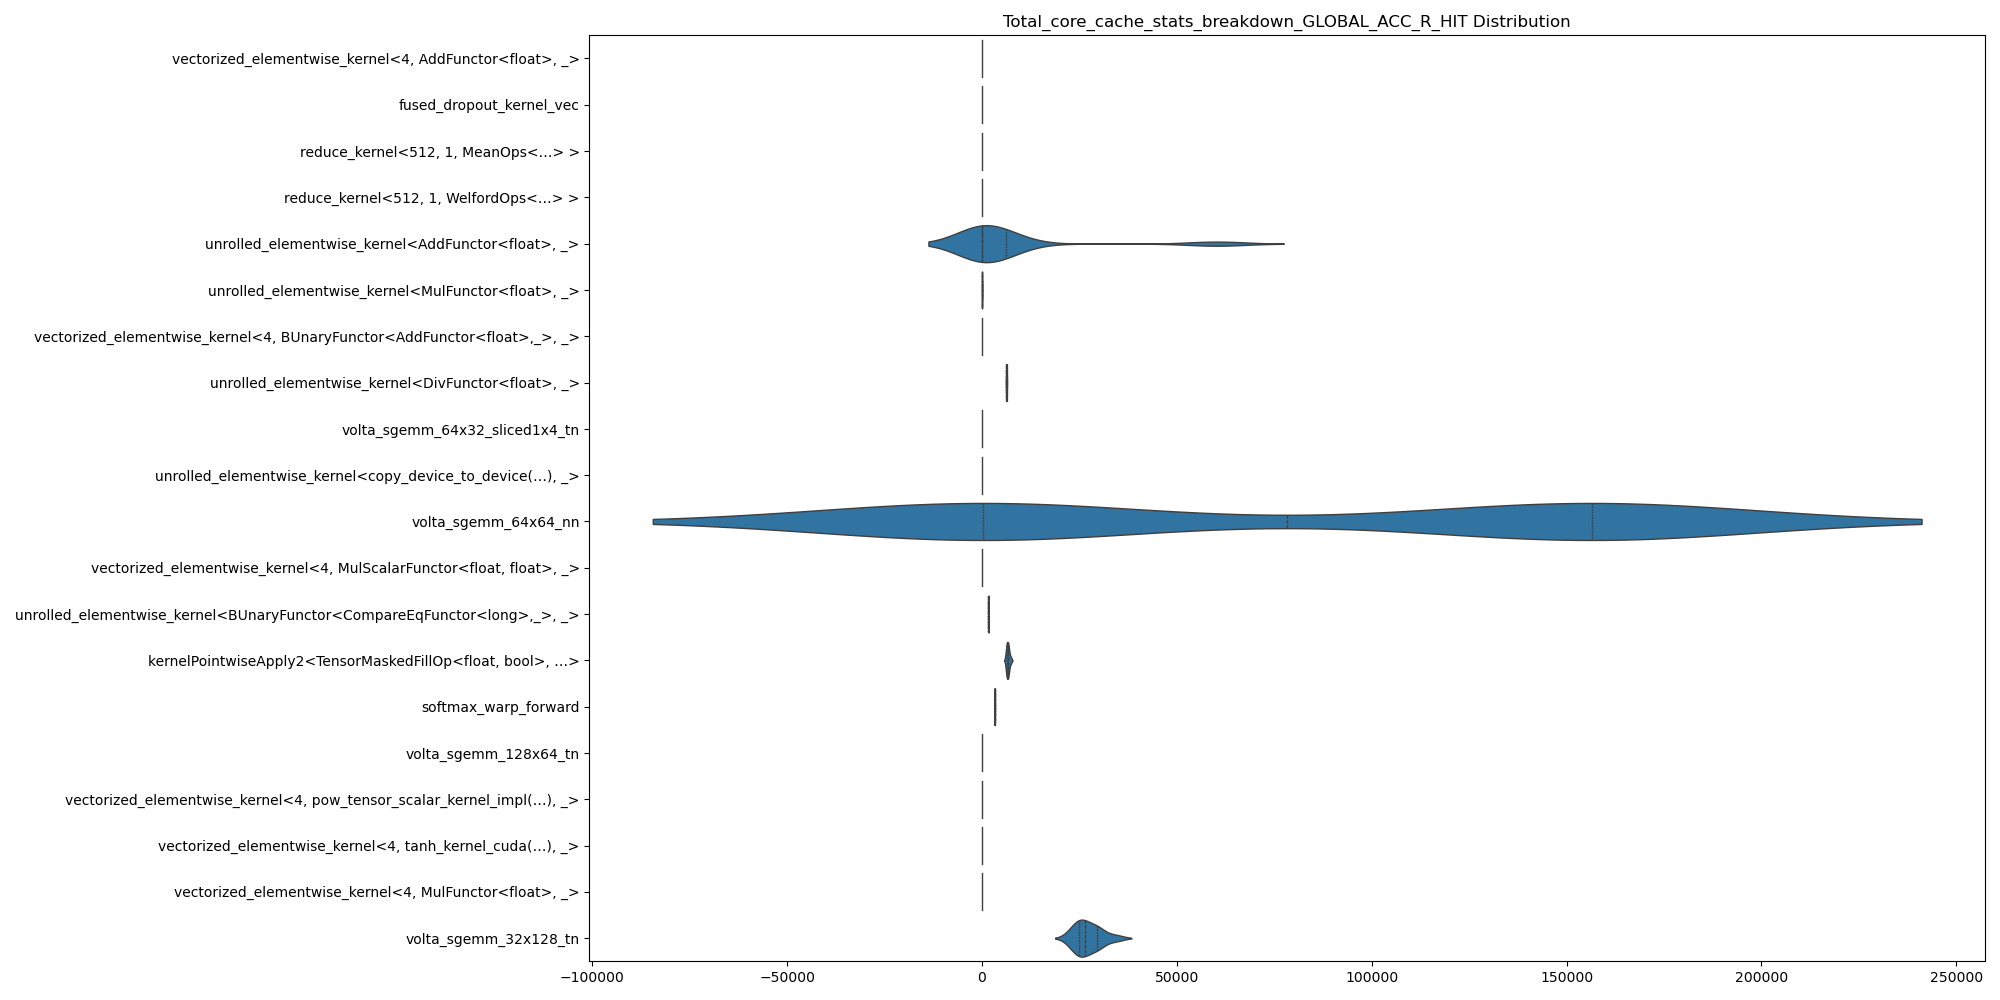 Total_core_cache_stats_breakdown_GLOBAL_ACC_R_HIT Distribution
vectorized_elementwise_kernel<4, AddFunctor<float>, _>
fused_dropout_kernel_vec
reduce_kernel<512, 1, MeanOps<...> >
reduce_kernel<512, 1, WelfordOps<...> >
unrolled_elementwise_kernel<AddFunctor<float>, _>
unrolled_elementwise_kernel<MulFunctor<float>, _>
vectorized_elementwise_kernel<4, BUnaryFunctor<AddFunctor<float>,_>, _>
unrolled_elementwise_kernel<DivFunctor<float>, _>
volta_sgemm_64x32_sliced1x4_tn
unrolled_elementwise_kernel<copy_device_to_device(...), _>
volta_sgemm_64x64_nn
vectorized_elementwise_kernel<4, MulScalarFunctor<float, float>, _>
unrolled_elementwise_kernel<BUnaryFunctor<CompareEqFunctor<long>,_>, _>
kernelPointwiseApply2<TensorMaskedFillOp<float, bool>, ...>
softmax_warp_forward
volta_sgemm_128x64_tn
vectorized_elementwise_kernel<4, pow_tensor_scalar_kernel_impl(...), _>
vectorized_elementwise_kernel<4, tanh_kernel_cuda(...), _>
vectorized_elementwise_kernel<4, MulFunctor<float>, _>
volta_sgemm_32x128_tn
−100000 −50000 0 50000 100000 150000 200000 250000